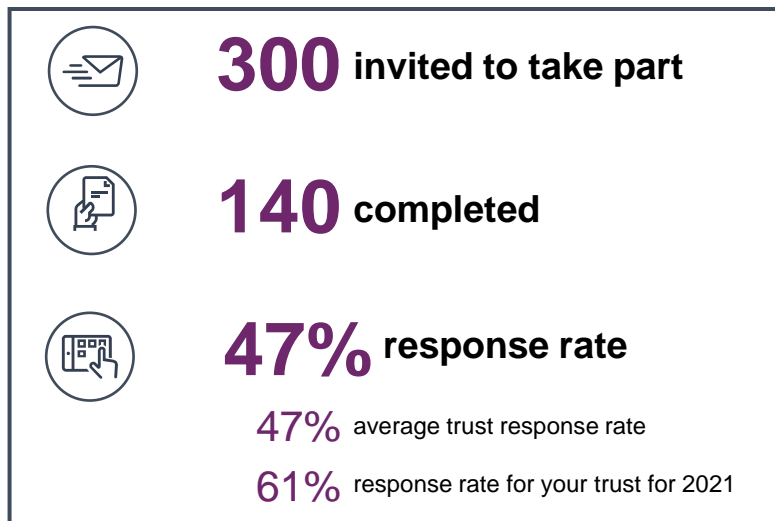 300 invited to take part
140 completed
47% response rate
47% average trust response rate
61% response rate for your trust for 2021